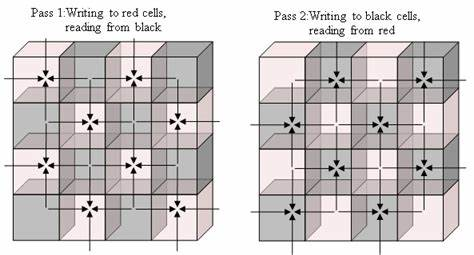 Pass 1:Writing to red cells,
reading from black
Pass 2:Writing to black cells,
reading from red